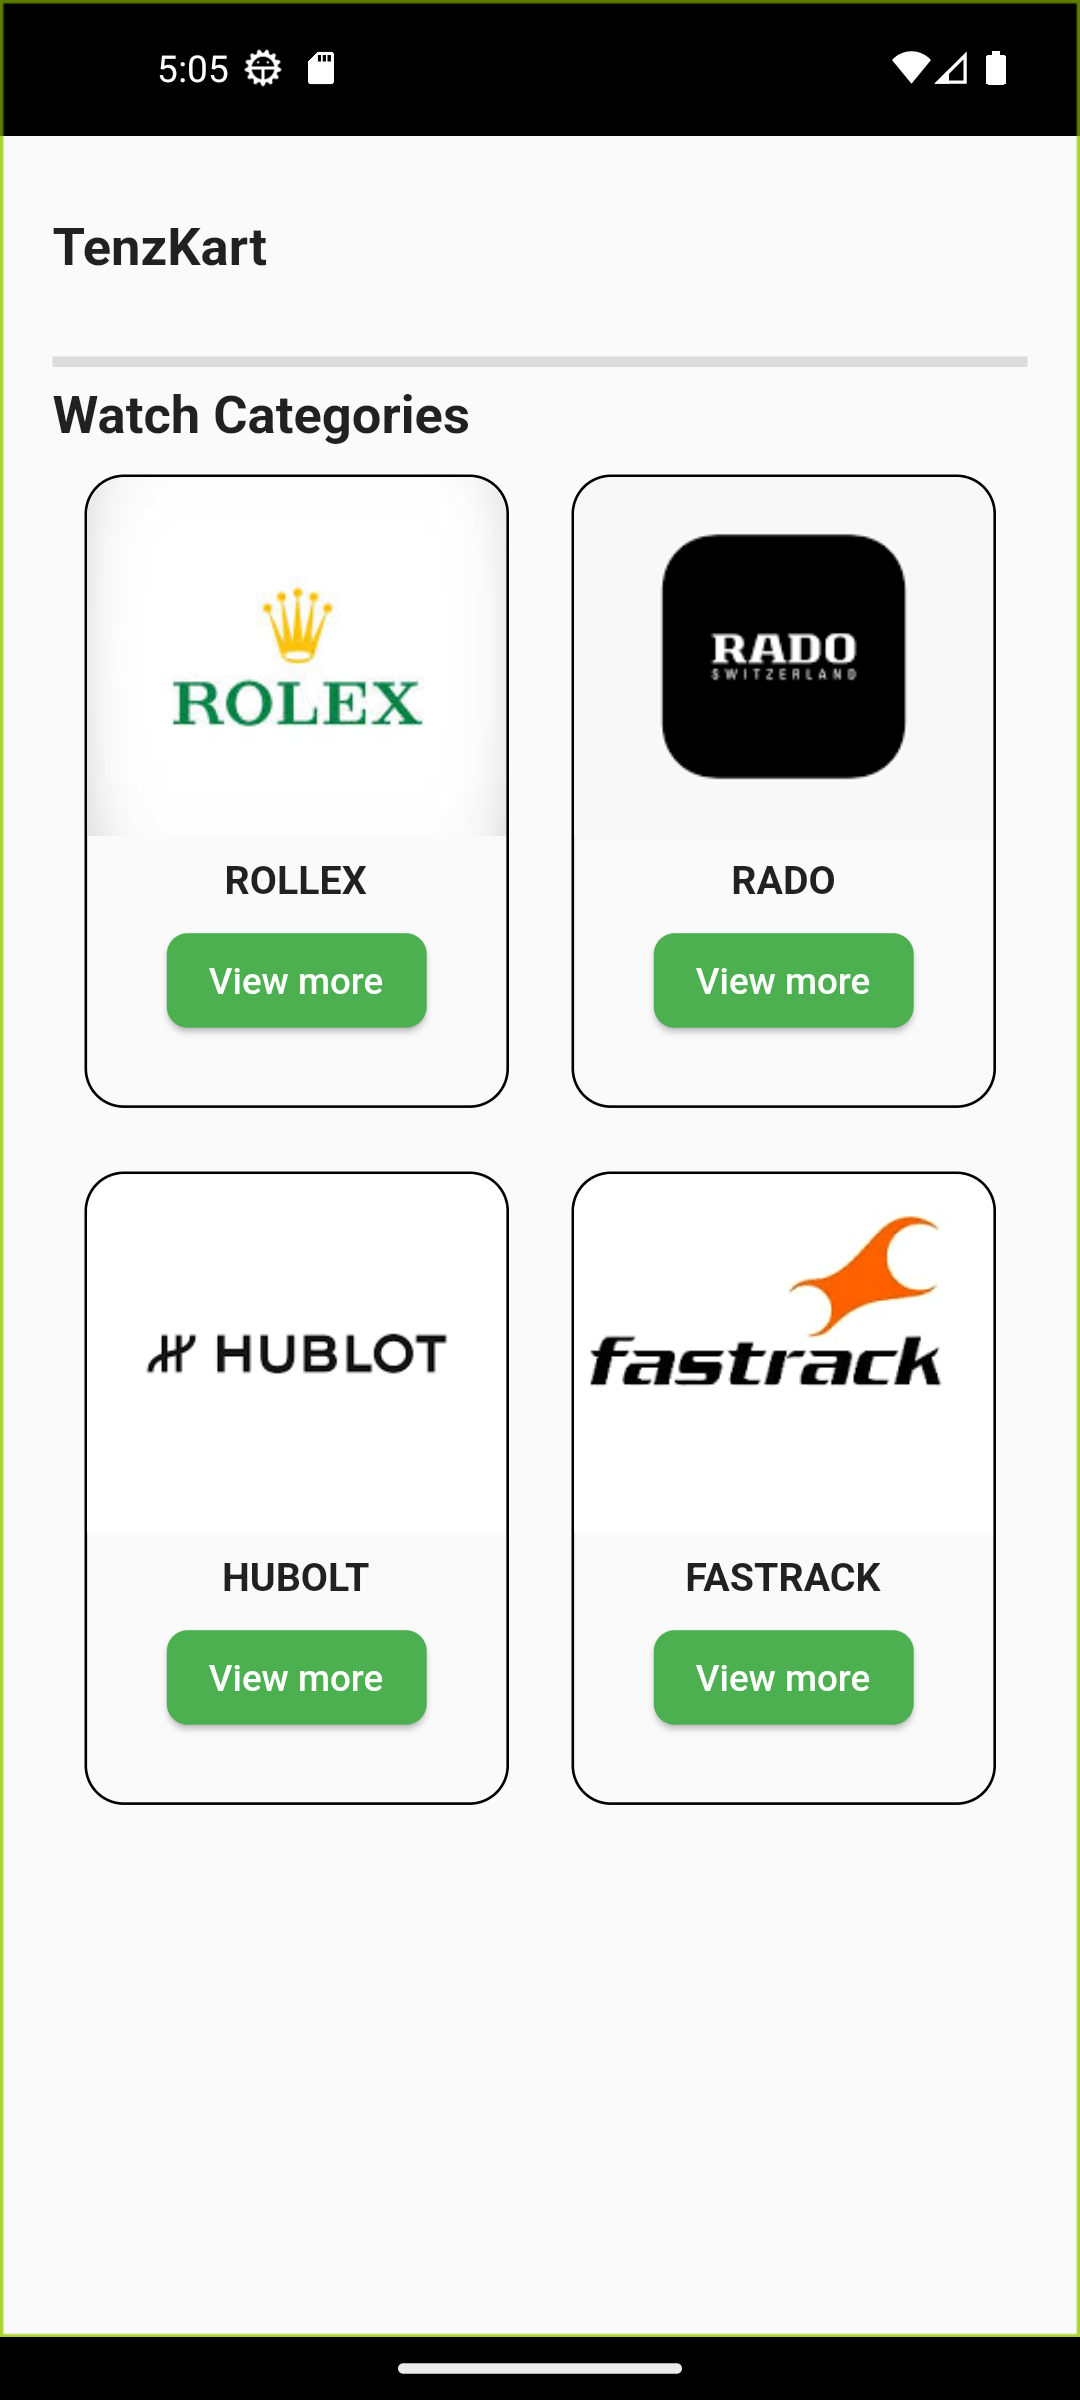 5:05
TenzKart
Watch Categories
ROLEX
RADO
SWITZERLAND
ROLLEX
RADO
View more
View more
HUBLOT
fastrack
HUBOLT
FASTRACK
View more
View more